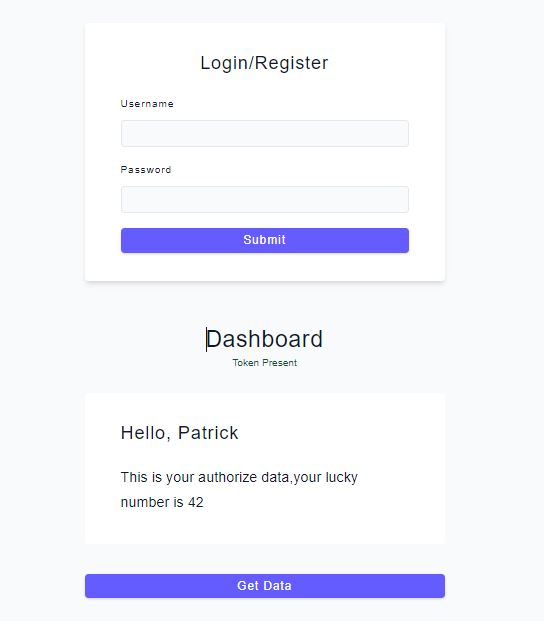 Login/Register
Username
Password
Submit
Dashboard
Token Present
Hello, Patrick
This is your authorize data,your lucky
number is 42
Get Data